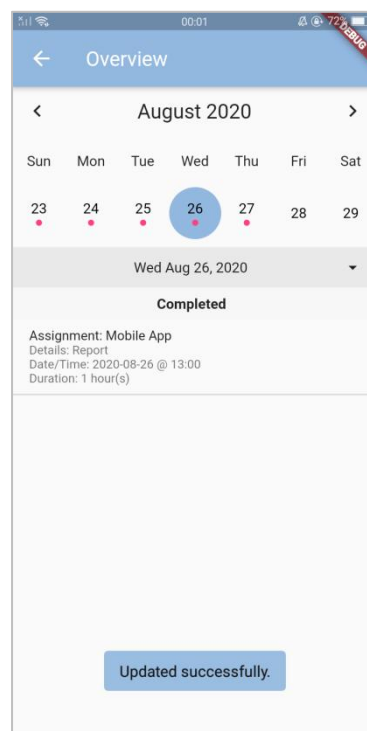 00:01
72%
DEBUG
Overview
August 2020
Sun Mon Tue Wed Thu Fri Sat
23 24 25 26 27 28 29
Wed Aug 26, 2020
Completed
Assignment: Mobile App
Details: Report
Date/Time: 2020-08-26 @ 13:00
Duration: 1 hour(s)
Updated successfully.